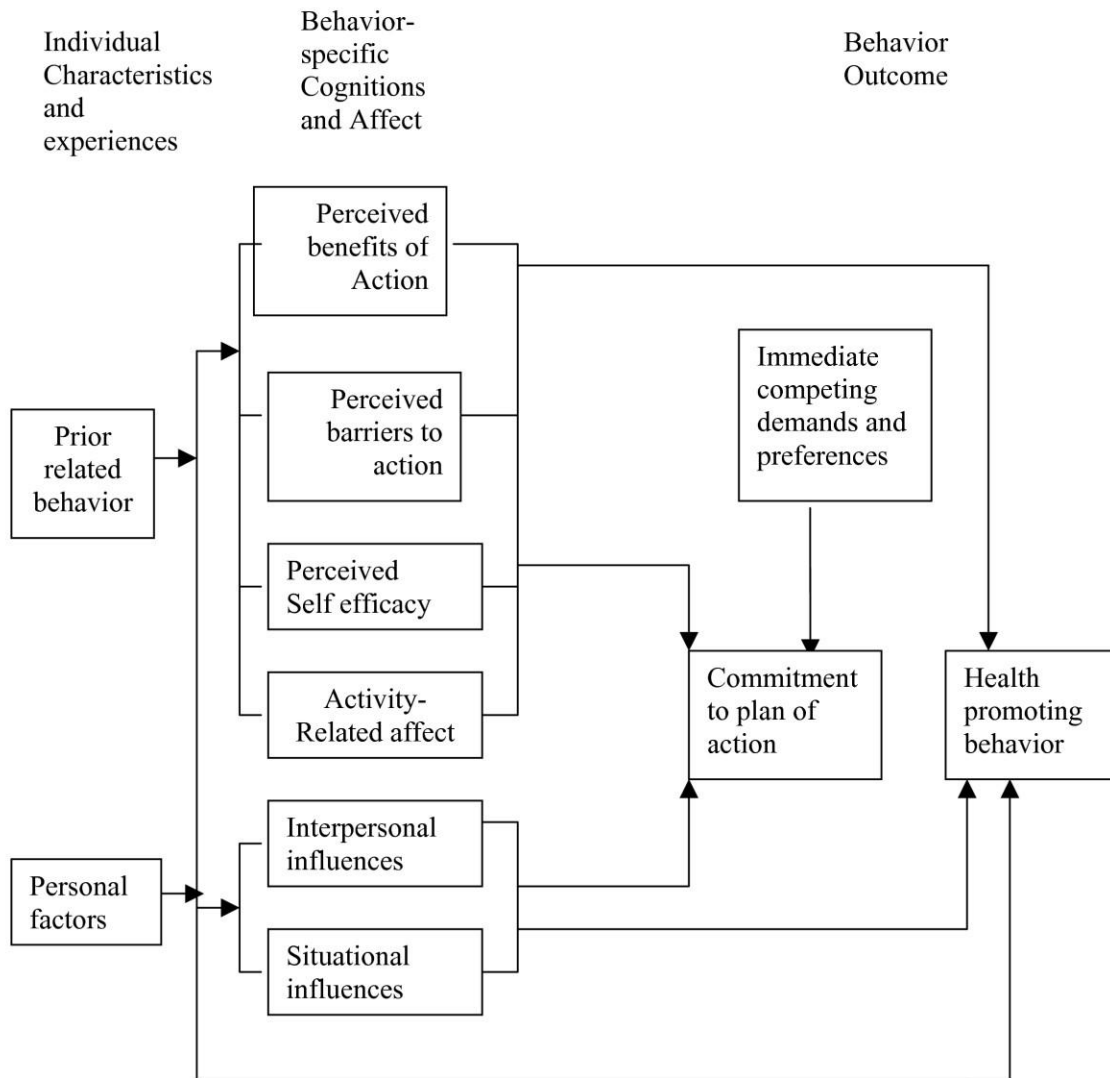 Individual
Characteristics
and
experiences
Behavior-
specific
Cognitions
and Affect
Behavior
Outcome
Perceived
benefits of
Action
Immediate
competing
demands and
preferences
Perceived
barriers to
action
Prior
related
behavior
Perceived
Self efficacy
Activity-
Related affect
Commitment
to plan of
action
Health
promoting
behavior
Interpersonal
influences
Personal
factors
Situational
influences